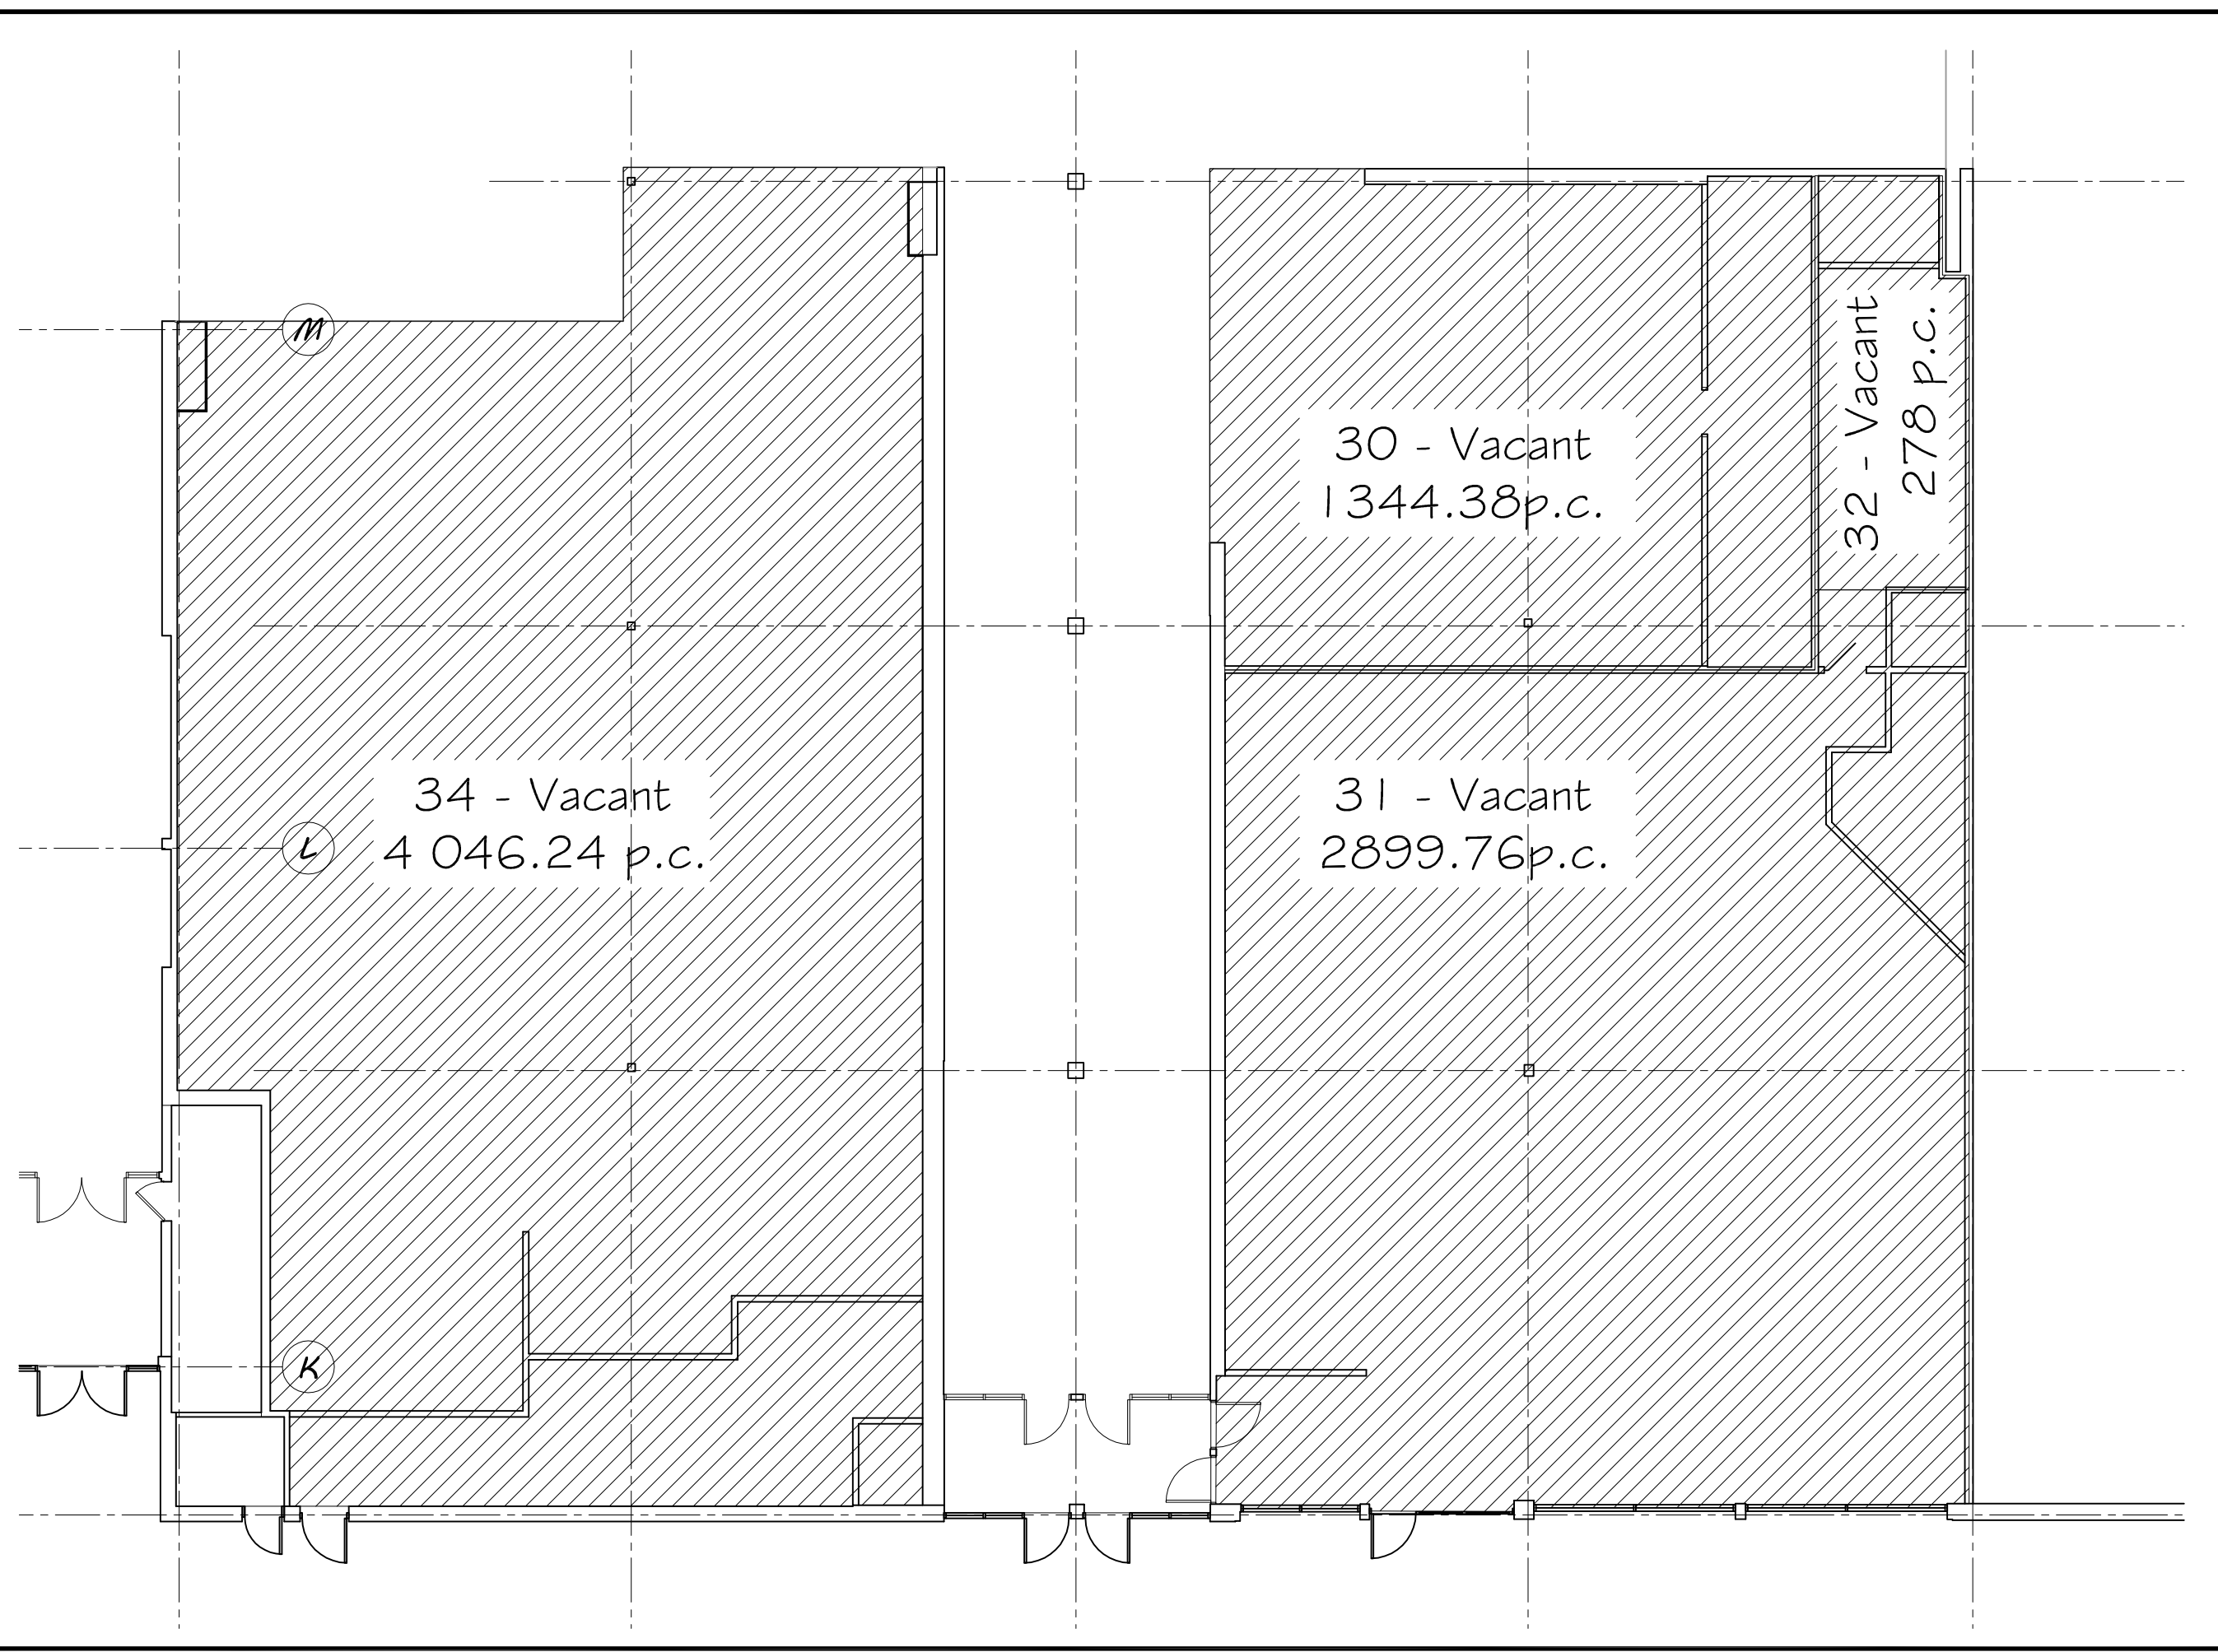 M
30 - Vacant
1344.38p.c.
32 - Vacant
278 p.c.
34 - Vacant
4 046.24 p.c.
31 - Vacant
2899.76p.c.
L
K